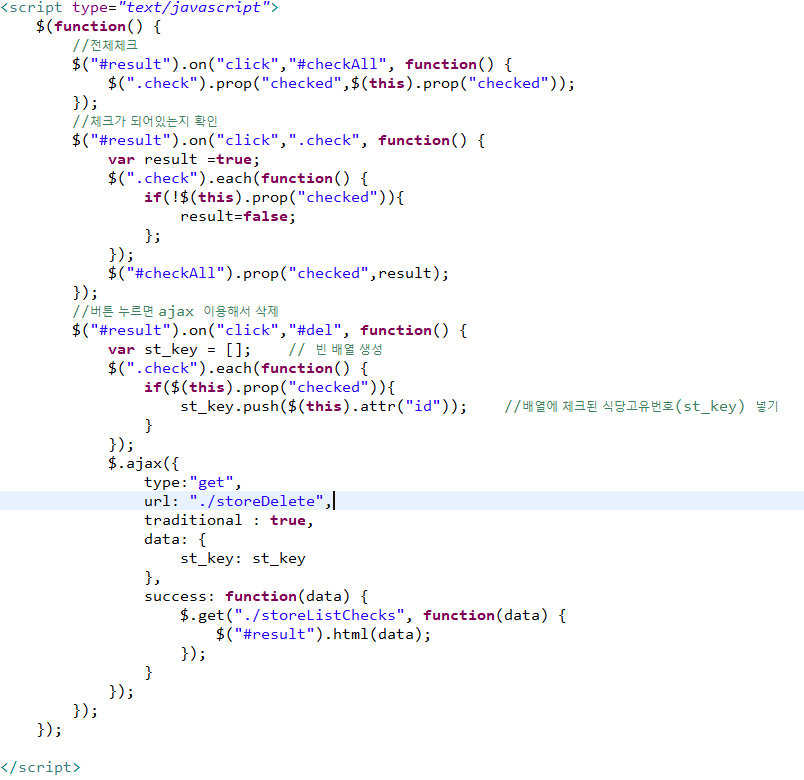 <script type="text/javascript">
    $(function() {
        //전체체크
        $("#result").on("click","#checkAll", function() {
            $(".check").prop("checked",$(this).prop("checked"));
        });
        //체크가 되어있는지 확인
        $("#result").on("click",".check", function() {
            var result =true;
            $(".check").each(function() {
                if(!$(this).prop("checked")){
                    result=false;
                };
            });
            $("#checkAll").prop("checked",result);
        });
        //버튼 누르면 ajax 이용해서 삭제
        $("#result").on("click","#del", function() {
            var st_key = [];    // 빈 배열 생성
            $(".check").each(function() {
                if($(this).prop("checked")){
                    st_key.push($(this).attr("id"));    //배열에 체크된 식당고유번호(st_key) 넣기
                }
            });
            $.ajax({
                type:"get",
                url: "./storeDelete",
                traditional : true,
                data: {
                    st_key: st_key
                },
                success: function(data) {
                    $.get("./storeListChecks", function(data) {
                        $("#result").html(data);
                    });
                }
            });
        });
    });
</script>